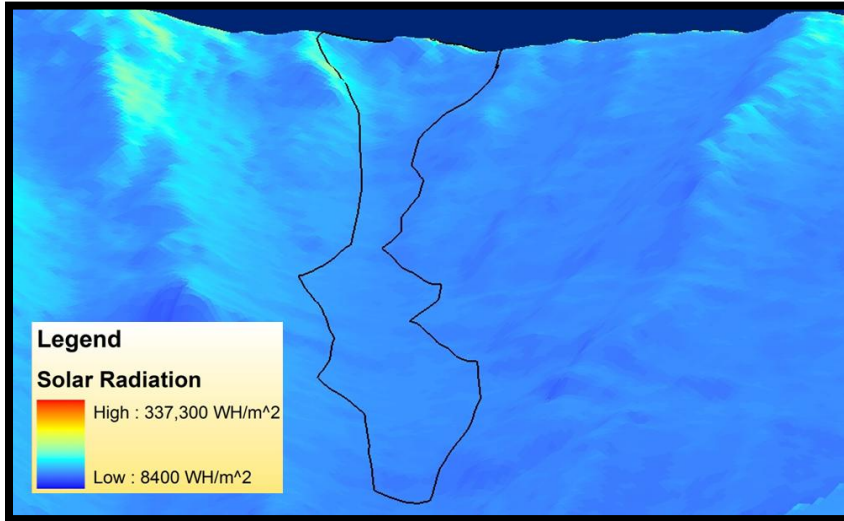 Legend
Solar Radiation
High : 337,300 WH/m^2
Low : 8400 WH/m^2